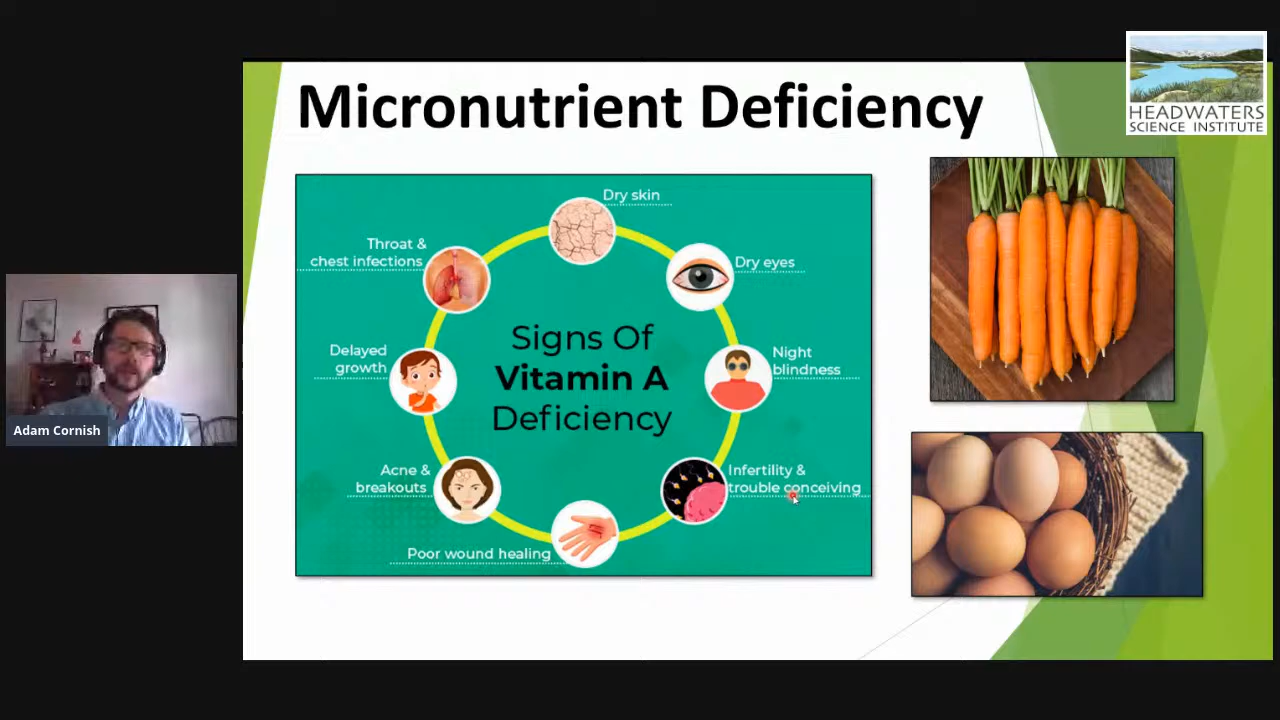 Micronutrient Deficiency
HEADWATERS
SCIENCE INSTITUTE
Dry skin
Throat &
chest infections
Dry eyes
Delayed
growth
Signs Of
Vitamin A
Deficiency
Night
blindness
Acne &
breakouts
Infertility &
trouble conceiving
Poor wound healing
Adam Cornish